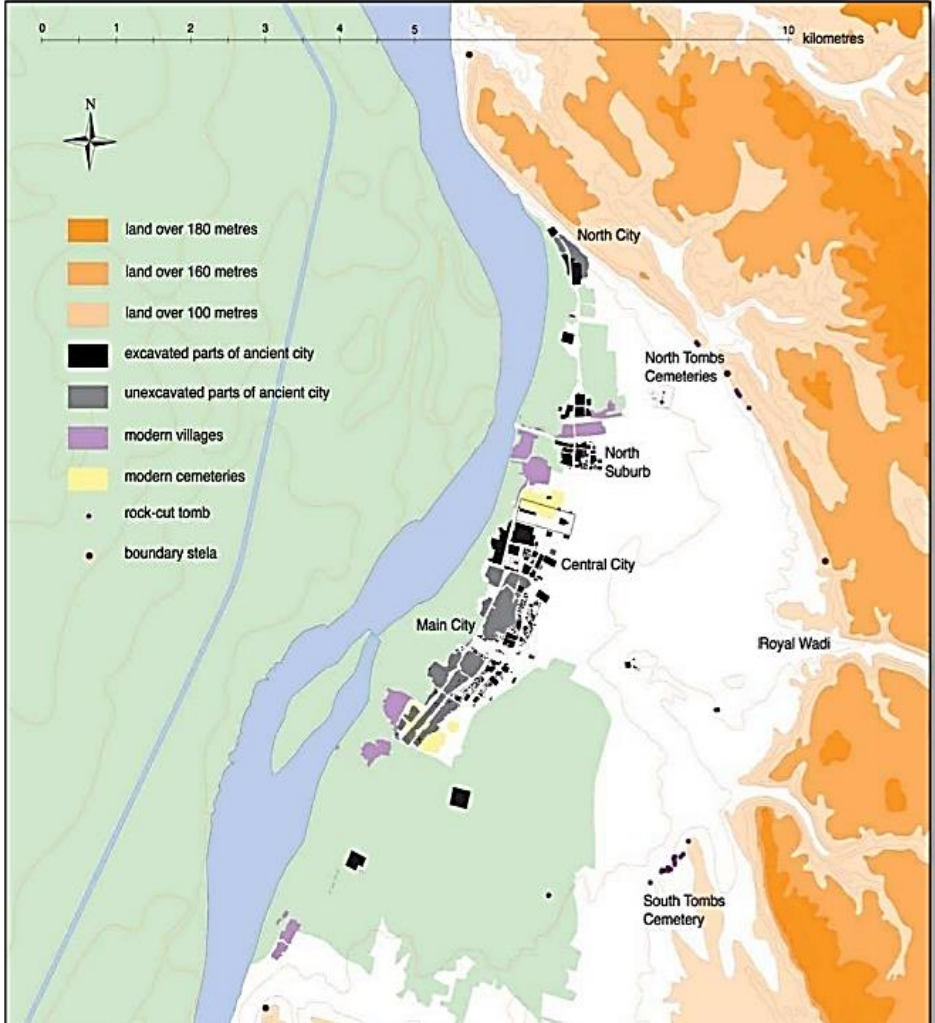 0 1 2 3 4 5 10 kilometres
N
land over 180 metres
land over 160 metres
land over 100 metres
excavated parts of ancient city
unexcavated parts of ancient city
modern villages
modern cemeteries
rock-cut tomb
boundary stela
North City
North Tombs
Cemeteries
North
Suburb
Central City
Main City
Royal Wadi
South Tombs
Cemetery